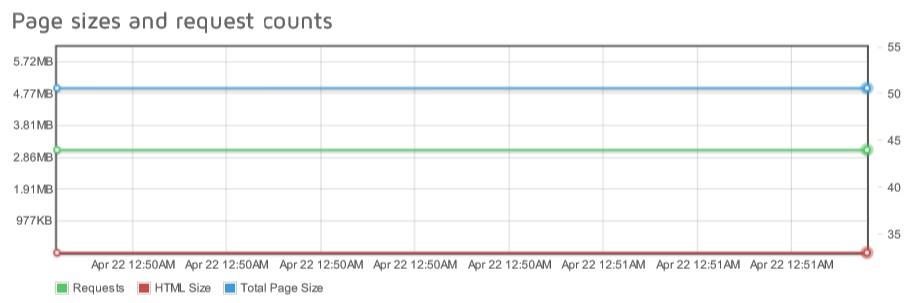 Page sizes and request counts
5.72MB
4.77MB
3.81MB
2.86MB
1.91MB
977KB
55
50
45
40
35
Apr 22 12:50AM Apr 22 12:50AM Apr 22 12:50AM Apr 22 12:50AM Apr 22 12:50AM Apr 22 12:51AM Apr 22 12:51AM Apr 22 12:51AM
Requests HTML Size Total Page Size